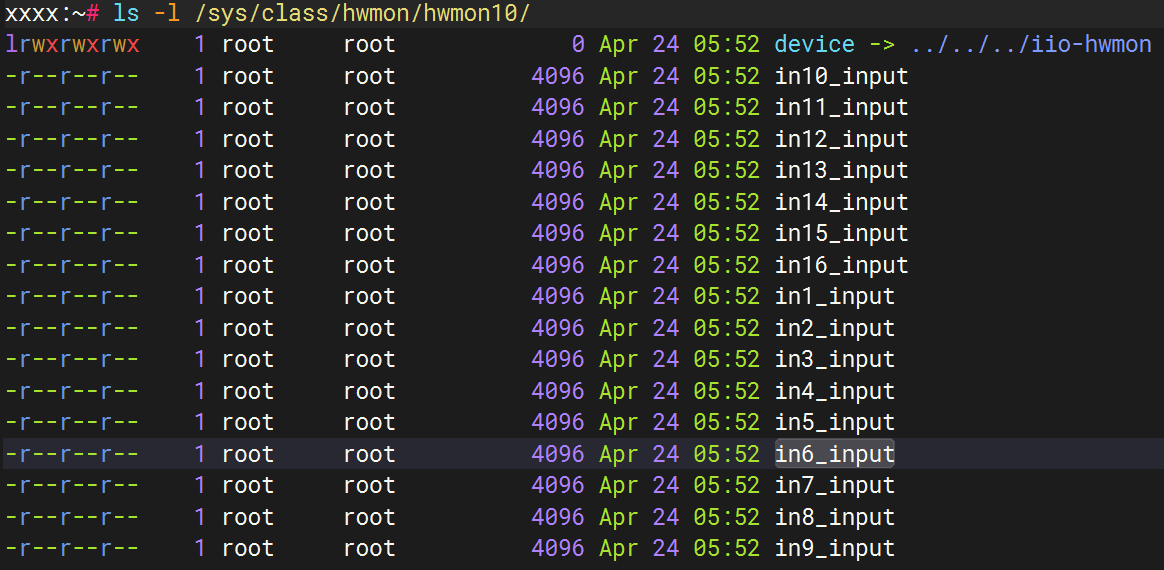 xxxx:~# ls -l /sys/class/hwmon/hwmon10/
lrwxrwxrwx    1 root     root             0 Apr 24 05:52 device -> ../../../iio-hwmon
-r--r--r--    1 root     root          4096 Apr 24 05:52 in10_input
-r--r--r--    1 root     root          4096 Apr 24 05:52 in11_input
-r--r--r--    1 root     root          4096 Apr 24 05:52 in12_input
-r--r--r--    1 root     root          4096 Apr 24 05:52 in13_input
-r--r--r--    1 root     root          4096 Apr 24 05:52 in14_input
-r--r--r--    1 root     root          4096 Apr 24 05:52 in15_input
-r--r--r--    1 root     root          4096 Apr 24 05:52 in16_input
-r--r--r--    1 root     root          4096 Apr 24 05:52 in1_input
-r--r--r--    1 root     root          4096 Apr 24 05:52 in2_input
-r--r--r--    1 root     root          4096 Apr 24 05:52 in3_input
-r--r--r--    1 root     root          4096 Apr 24 05:52 in4_input
-r--r--r--    1 root     root          4096 Apr 24 05:52 in5_input
-r--r--r--    1 root     root          4096 Apr 24 05:52 in6_input
-r--r--r--    1 root     root          4096 Apr 24 05:52 in7_input
-r--r--r--    1 root     root          4096 Apr 24 05:52 in8_input
-r--r--r--    1 root     root          4096 Apr 24 05:52 in9_input